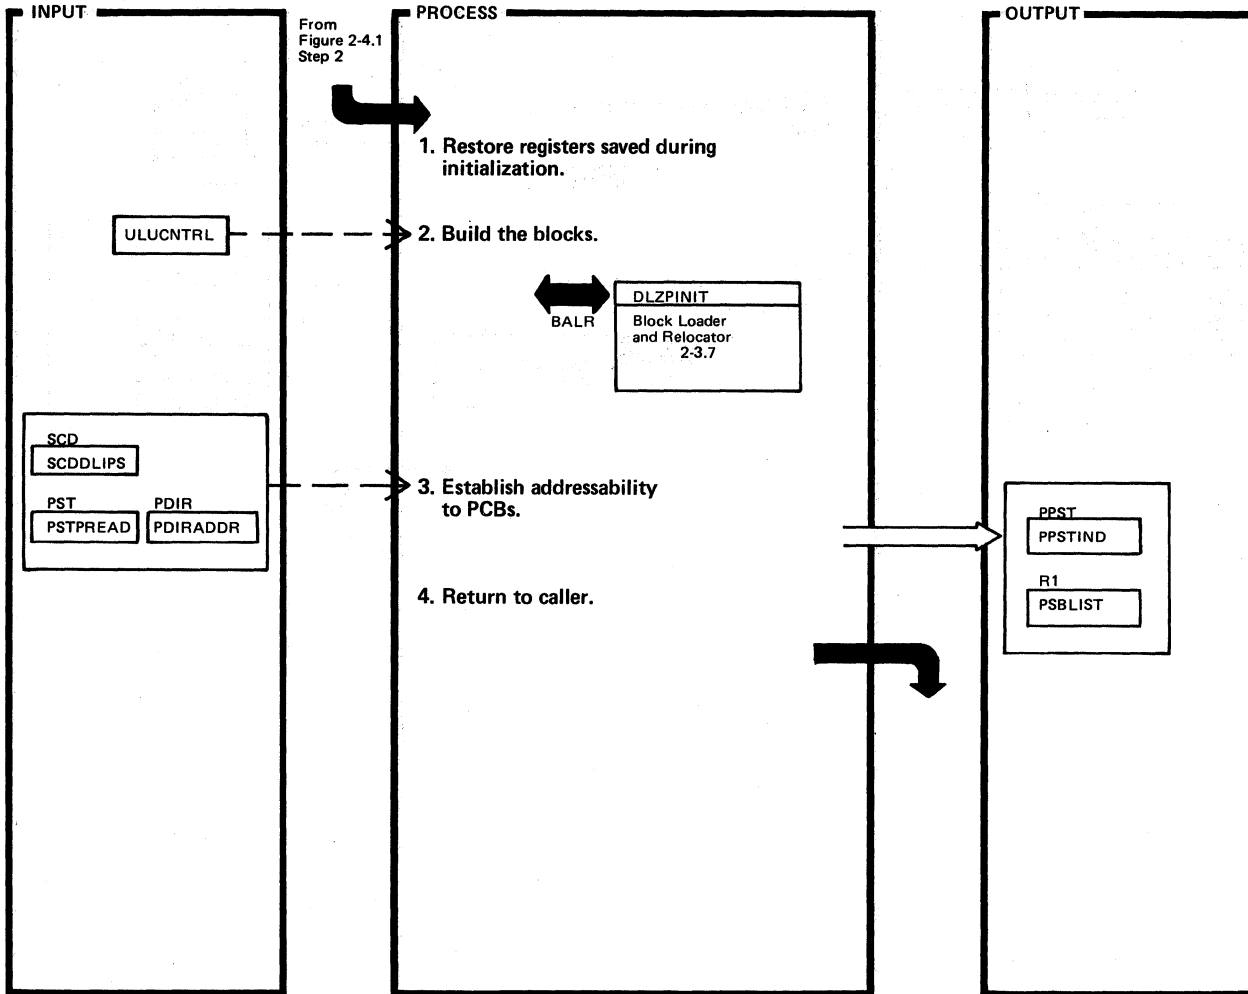 INPUT
From
Figure 2-4.1
Step 2
PROCESS
OUTPUT
1. Restore registers saved during
initialization.
ULUCNTRL
2. Build the blocks.
BALR
DLZPINIT
Block Loader
and Relocator
2-3.7
SCD
SCDDLIPS
PST
PSTPREAD
PDIR
PDIRADDR
3. Establish addressability
to PCBs.
PPST
PPSTIND
R1
PSBLIST
4. Return to caller.